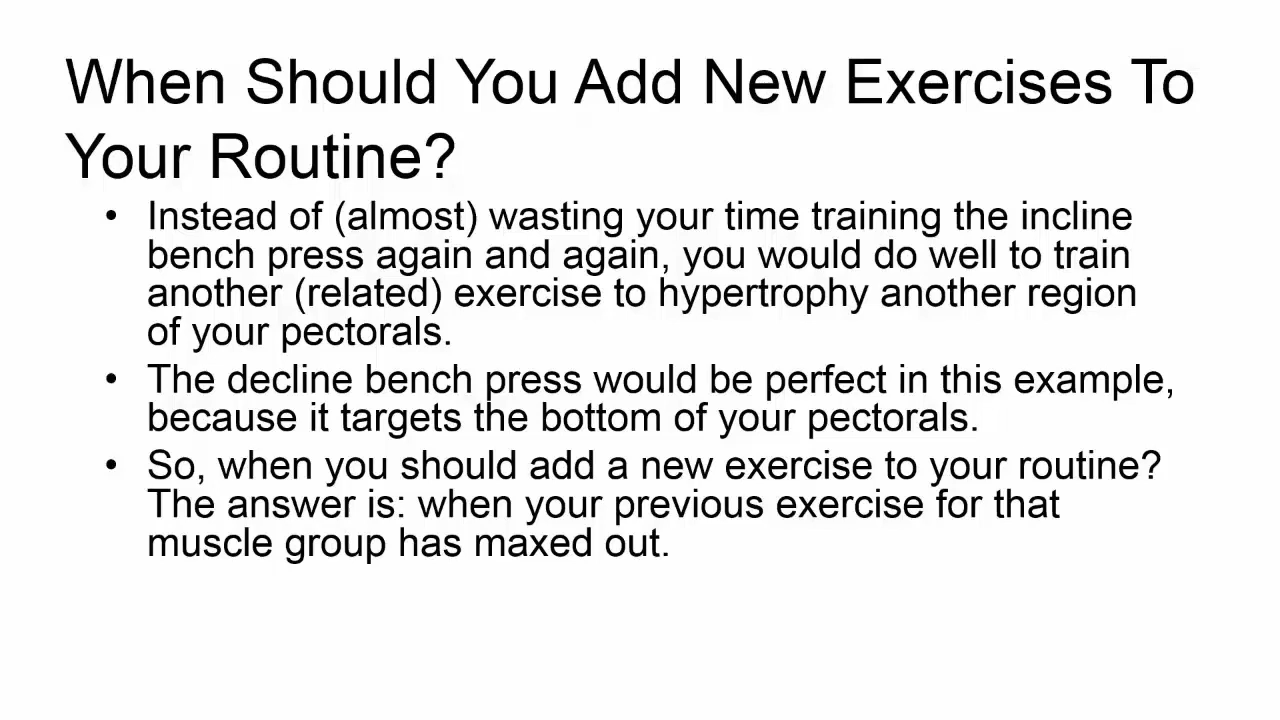 When Should You Add New Exercises To
Your Routine?
• Instead of (almost) wasting your time training the incline
bench press again and again, you would do well to train
another (related) exercise to hypertrophy another region
of your pectorals.
• The decline bench press would be perfect in this example,
because it targets the bottom of your pectorals.
• So, when you should add a new exercise to your routine?
The answer is: when your previous exercise for that
muscle group has maxed out.